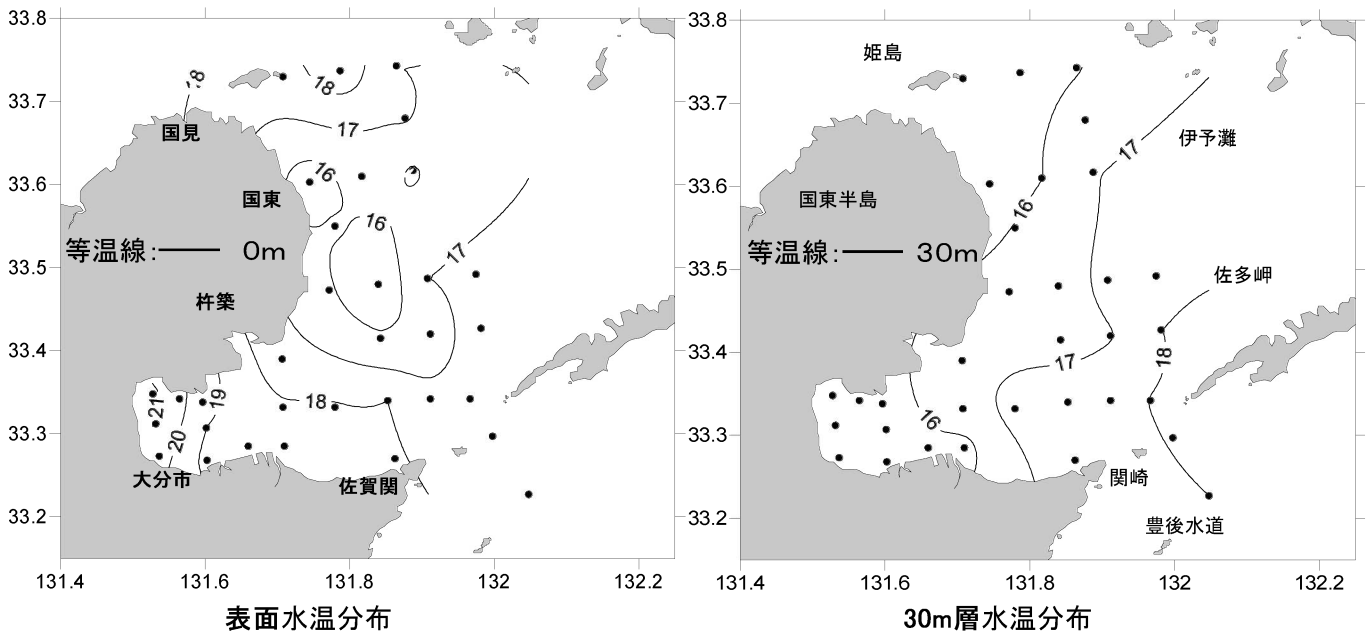 33.8
33.7
33.6
33.5
33.4
33.3
33.2
131.4
131.6
131.8
132
132.2
18
18
17
16
16
17
18
19
20
21
国見
国東
等温線: 0m
杵築
大分市
佐賀関
表面水温分布
33.8
33.7
33.6
33.5
33.4
33.3
33.2
131.4
131.6
131.8
132
132.2
姫島
伊予灘
17
国東半島
16
等温線: 30m
佐多岬
17
18
16
関崎
豊後水道
30m層水温分布